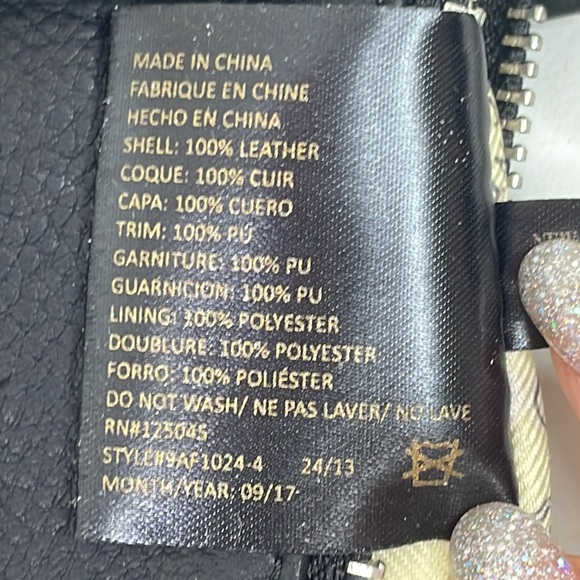 MADE IN CHINA
FABRIQUE EN CHINE
HECHO EN CHINA
SHELL: 100% LEATHER
COQUE: 100% CUIR
CAPA: 100% CUERO
TRIM: 100% PU
GARNITURE: 100% PU
GUARNICION: 100% PU
LINING: 100% POLYESTER
DOUBLURE: 100% POLYESTER
FORRO: 100% POLIÉSTER
DO NOT WASH/ NE PAS LAVER/ NO LAVE
RN#125045
STYLE#9AF1024-4 24/13
MONTH/YEAR: 09/17